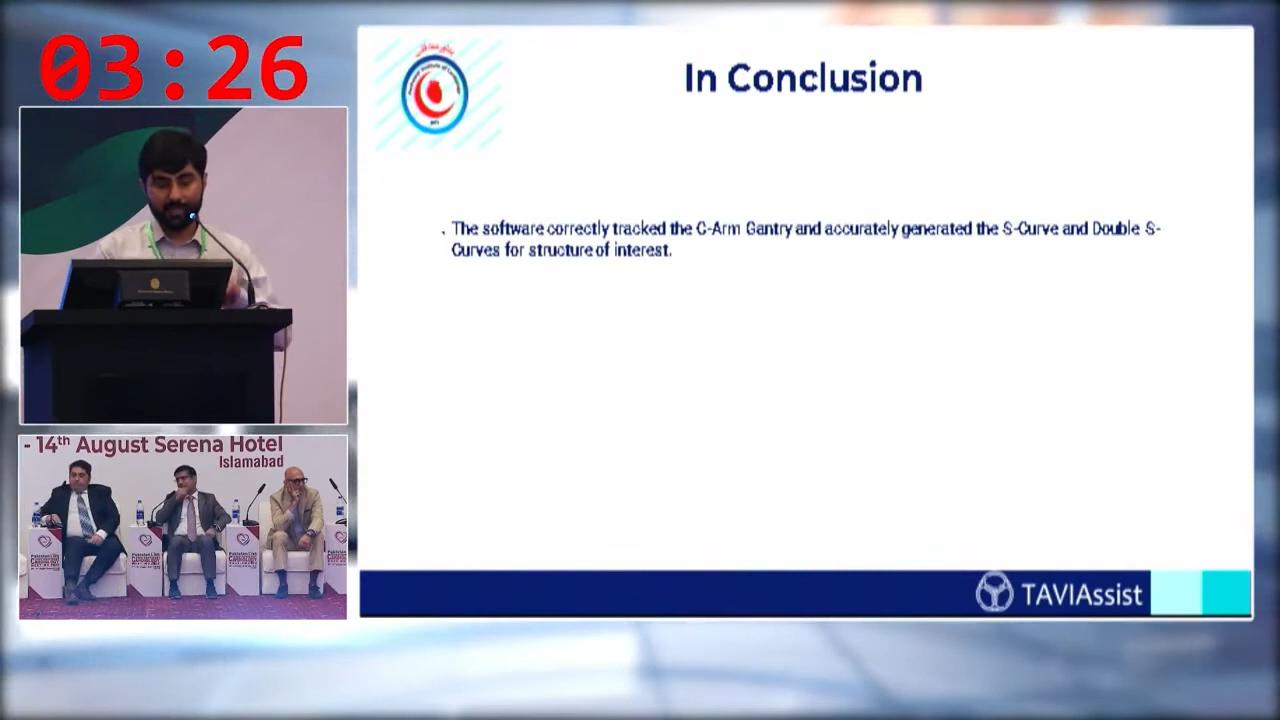 03:26
In Conclusion
. The software correctly tracked the C-Arm Gantry and accurately generated the S-Curve and Double S-
Curves for structure of interest.
- 14th August Serena Hotel
Islamabad
TAVIAssist